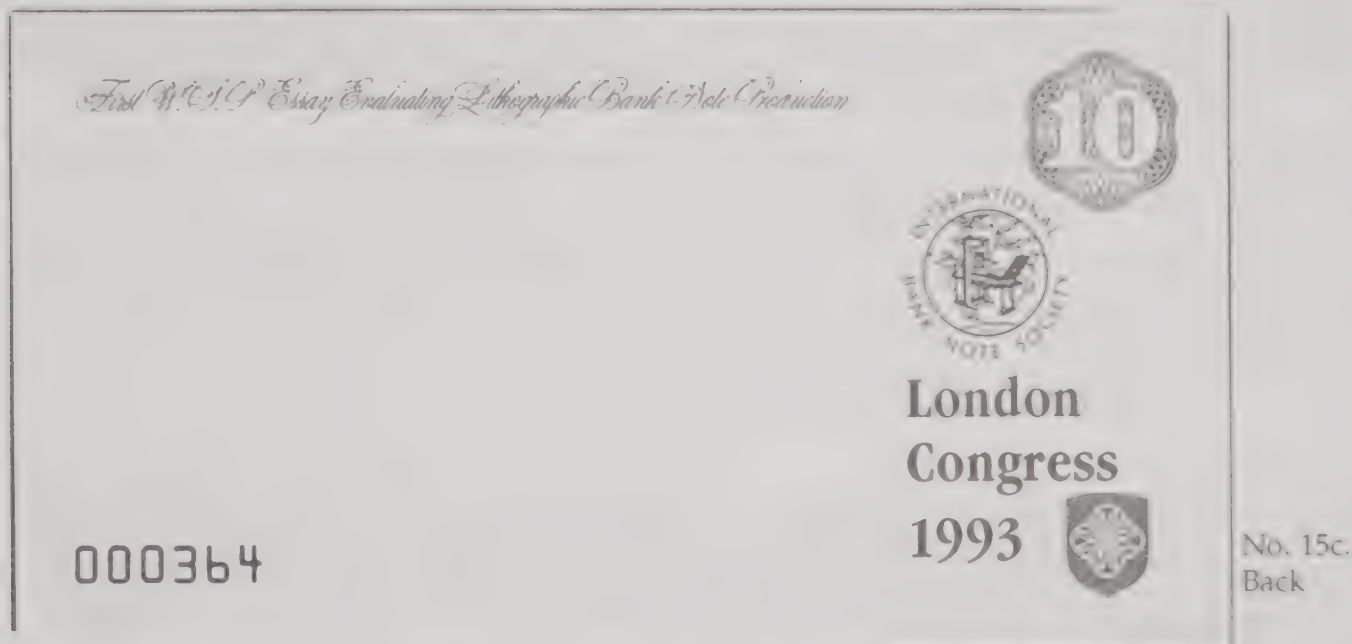 First W.S.P Essay Evaluating Lithographic Bank Note Production
10
INTERNATIONAL
BANK NOTE SOCIETY
London
Congress
1993
000364
No. 15c.
Back